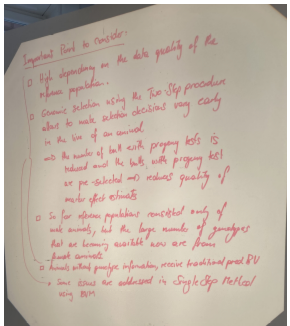 Important Point to consider.
□ High dependency on the data quality of the
reference population.
□ Genomic selection using the Two-Step procedure
allows to make selection decisions very early
in the live of an animal
⇒ the number of bulls with progeny tests is
reduced and the bulls with progeny test
are pre-selected ⇒ reduces quality of
marker effect estimates
□ So far reference populations consisted only of
male animals, but the large number of genotypes
that are becoming available now are from
female animals
□ Animals without genotype information, receive traditional pred. BV
• Some issues are addressed in Single Step Method
using